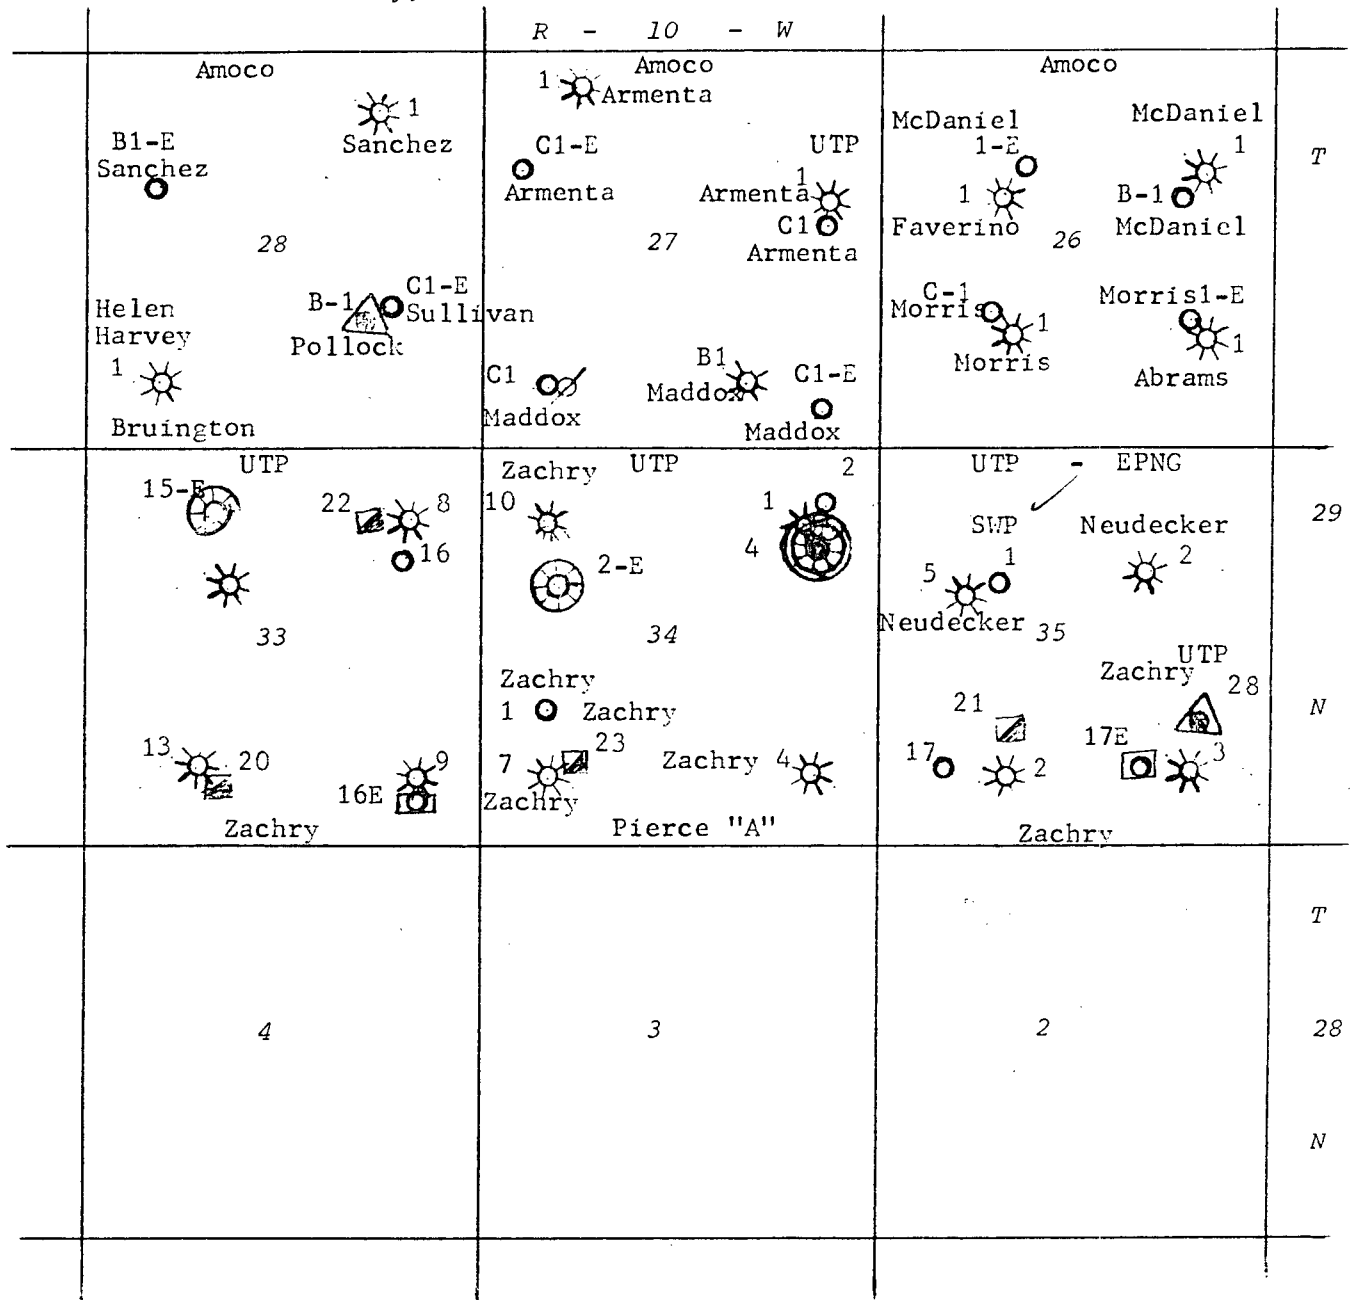 R - 10 - W
Amoco
1
Sanchez
B1-E
Sanchez
28
Helen
Harvey
1
Bruington
B-1
Pollock
C1-E
Sullivan
Amoco
1
Armenta
C1-E
Armenta
UTP
1
Armenta
C1
Armenta
27
C1
Maddox
B1
Maddox
C1-E
Maddox
Amoco
McDaniel
1-E
1
Faverino
McDaniel
1
B-1
McDaniel
26
C-1
Morris
1
Morris
Morris1-E
1
Abrams
T
UTP
15-E
22
8
16
33
13
20
9
16E
Zachry
UTP
Zachry
10
2-E
2
1
4
34
Zachry
1
Zachry
23
7
Zachry
Zachry 4
Pierce "A"
UTP - EPNG
SWP
1
5
Neudecker
Neudecker
2
35
UTP
Zachry
28
21
17
2
17E
3
Zachry
29
N
4
3
2
T
28
N